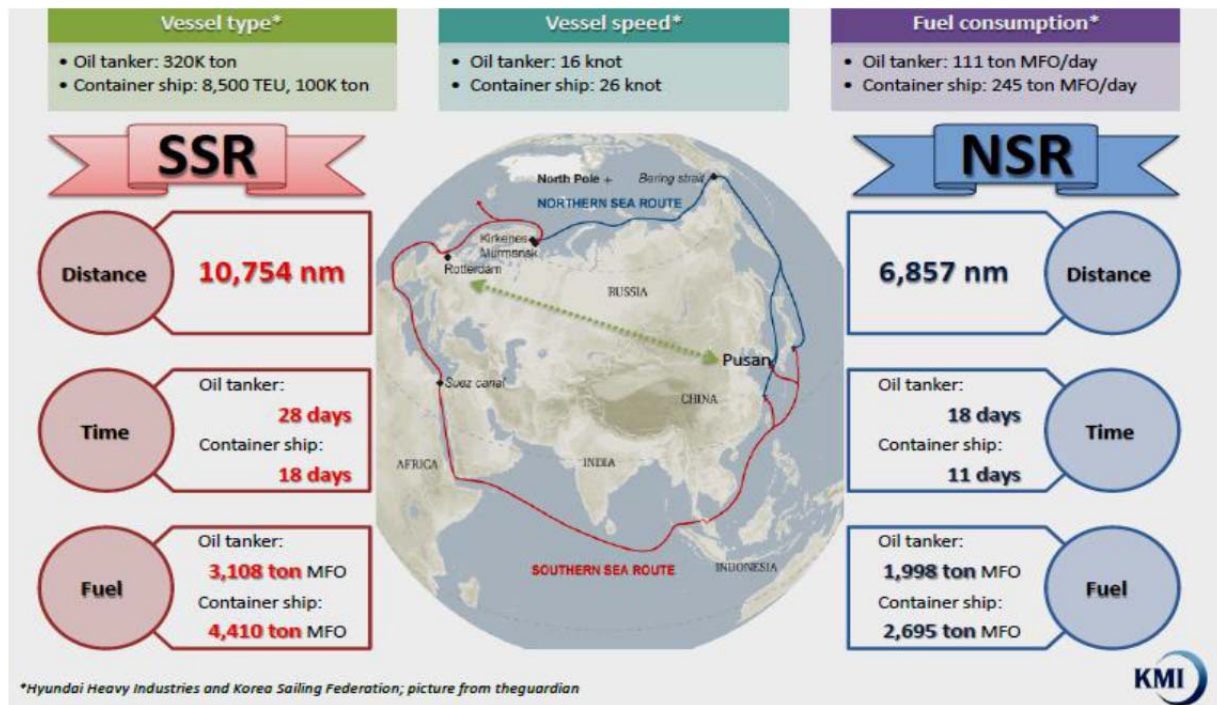 Vessel type*
• Oil tanker: 320K ton
• Container ship: 8,500 TEU, 100K ton
Vessel speed*
• Oil tanker: 16 knot
• Container ship: 26 knot
Fuel consumption*
• Oil tanker: 111 ton MFO/day
• Container ship: 245 ton MFO/day
SSR
Distance
10,754 nm
Time
Oil tanker:
28 days
Container ship:
18 days
Fuel
Oil tanker:
3,108 ton MFO
Container ship:
4,410 ton MFO
North Pole +
Bering strait
NORTHERN SEA ROUTE
Kirkenes
Murmansk
Rotterdam
RUSSIA
Pusan
Suez canal
CHINA
AFRICA
INDIA
SOUTHERN SEA ROUTE
INDONESIA
NSR
6,857 nm
Distance
Oil tanker:
18 days
Container ship:
11 days
Time
Oil tanker:
1,998 ton MFO
Container ship:
2,695 ton MFO
Fuel
*Hyundai Heavy Industries and Korea Sailing Federation; picture from theguardian
KMI